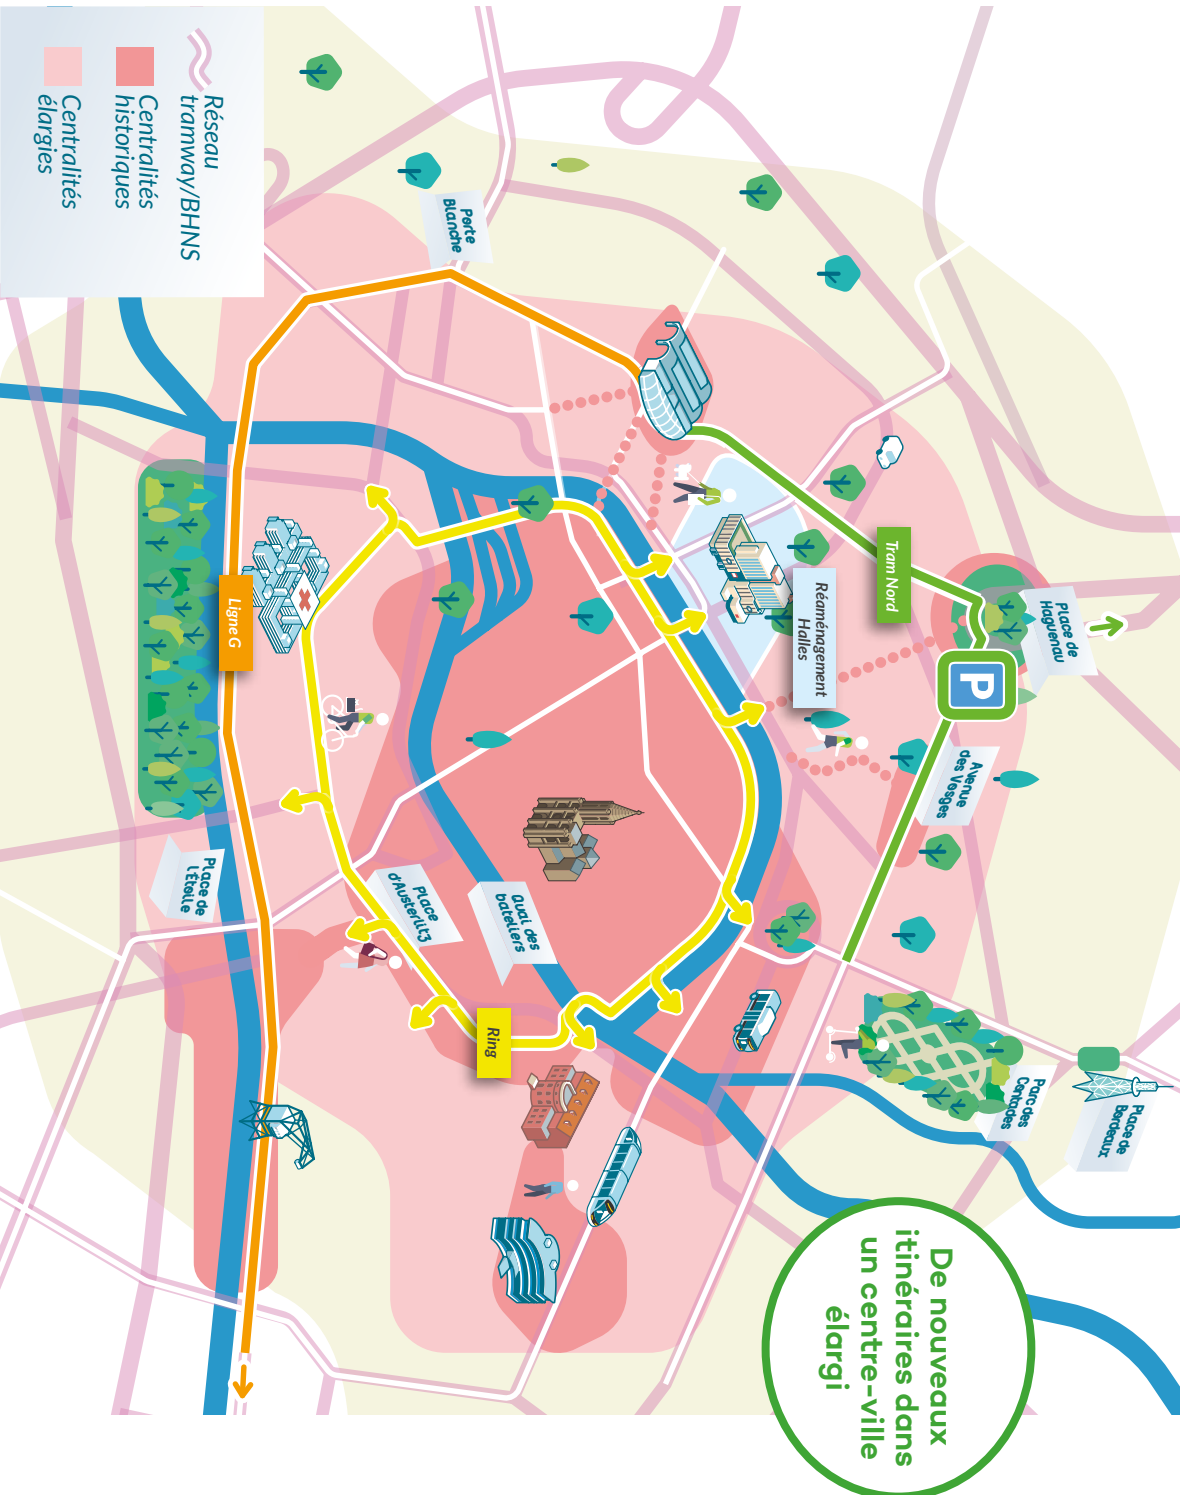 De nouveaux
itinéraires dans
un centre-ville
élargi
Place de
Bordeaux
Parc des
Contades
Place de
Haguenau
P
Avenue
des Vosges
Tram Nord
Réaménagement
Halles
Quai des
bateliers
Ring
Place
d'Austerlitz
Porte
Blanche
Ligne G
Place de
l'Étoile
Réseau
tramway/BHNS
Centralités
historiques
Centralités
élargies